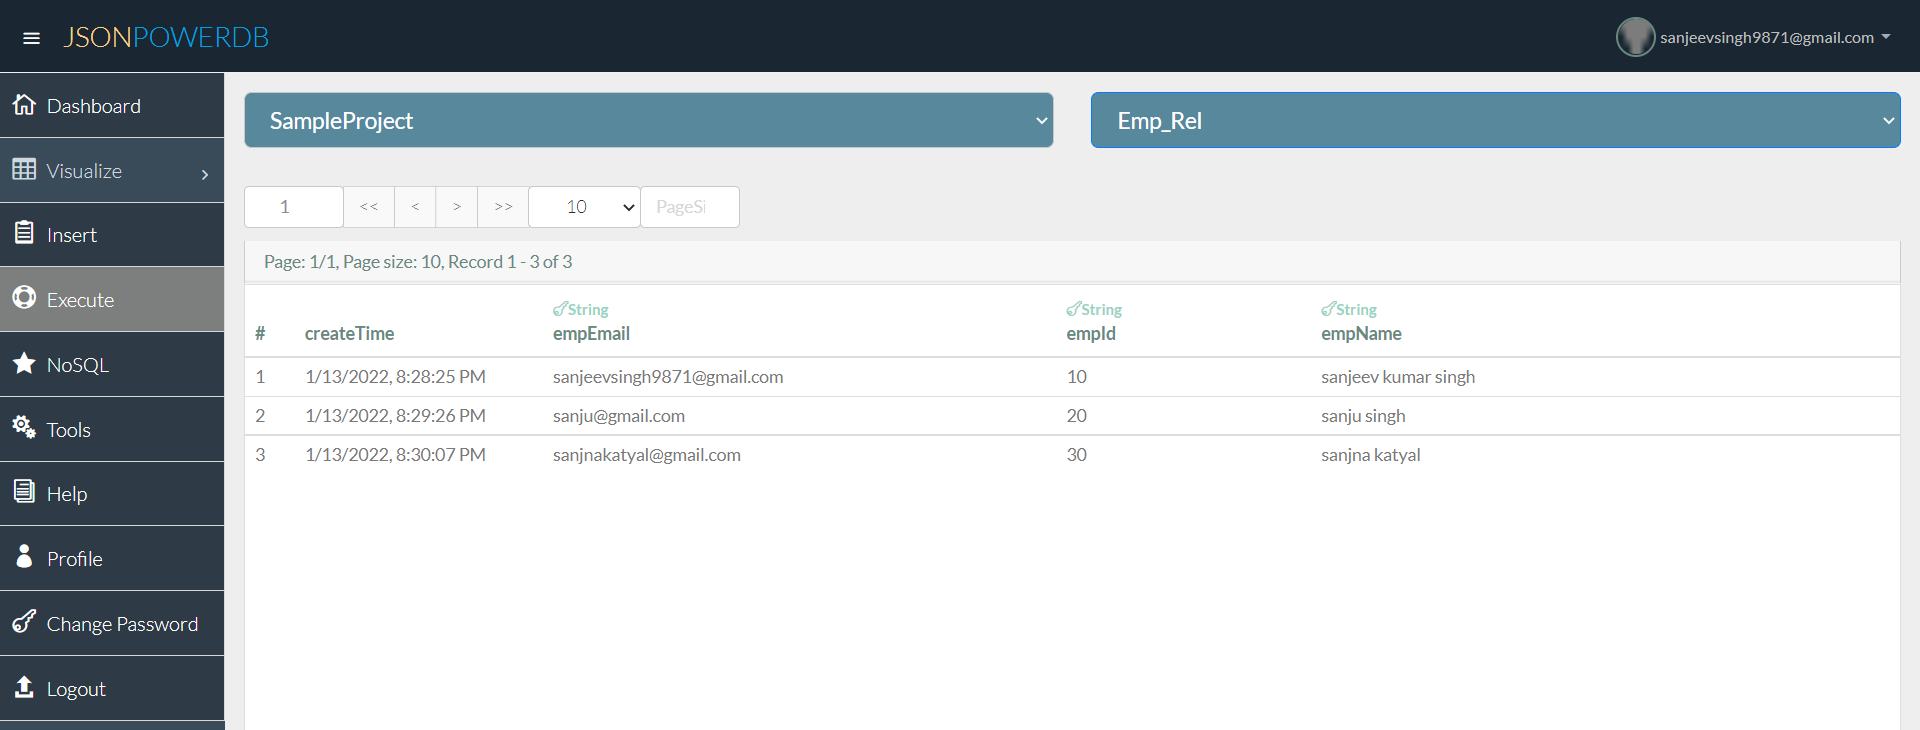 JSONPOWERDB
sanjeevsingh9871@gmail.com
Dashboard
Visualize
Insert
Execute
NoSQL
Tools
Help
Profile
Change Password
Logout
SampleProject
Emp_Rel
1 << < > >> 10 PageSi
Page: 1/1, Page size: 10, Record 1 - 3 of 3
String String String
# createTime empEmail empId empName
1 1/13/2022, 8:28:25 PM sanjeevsingh9871@gmail.com 10 sanjeev kumar singh
2 1/13/2022, 8:29:26 PM sanju@gmail.com 20 sanju singh
3 1/13/2022, 8:30:07 PM sanjnakatyal@gmail.com 30 sanjna katyal